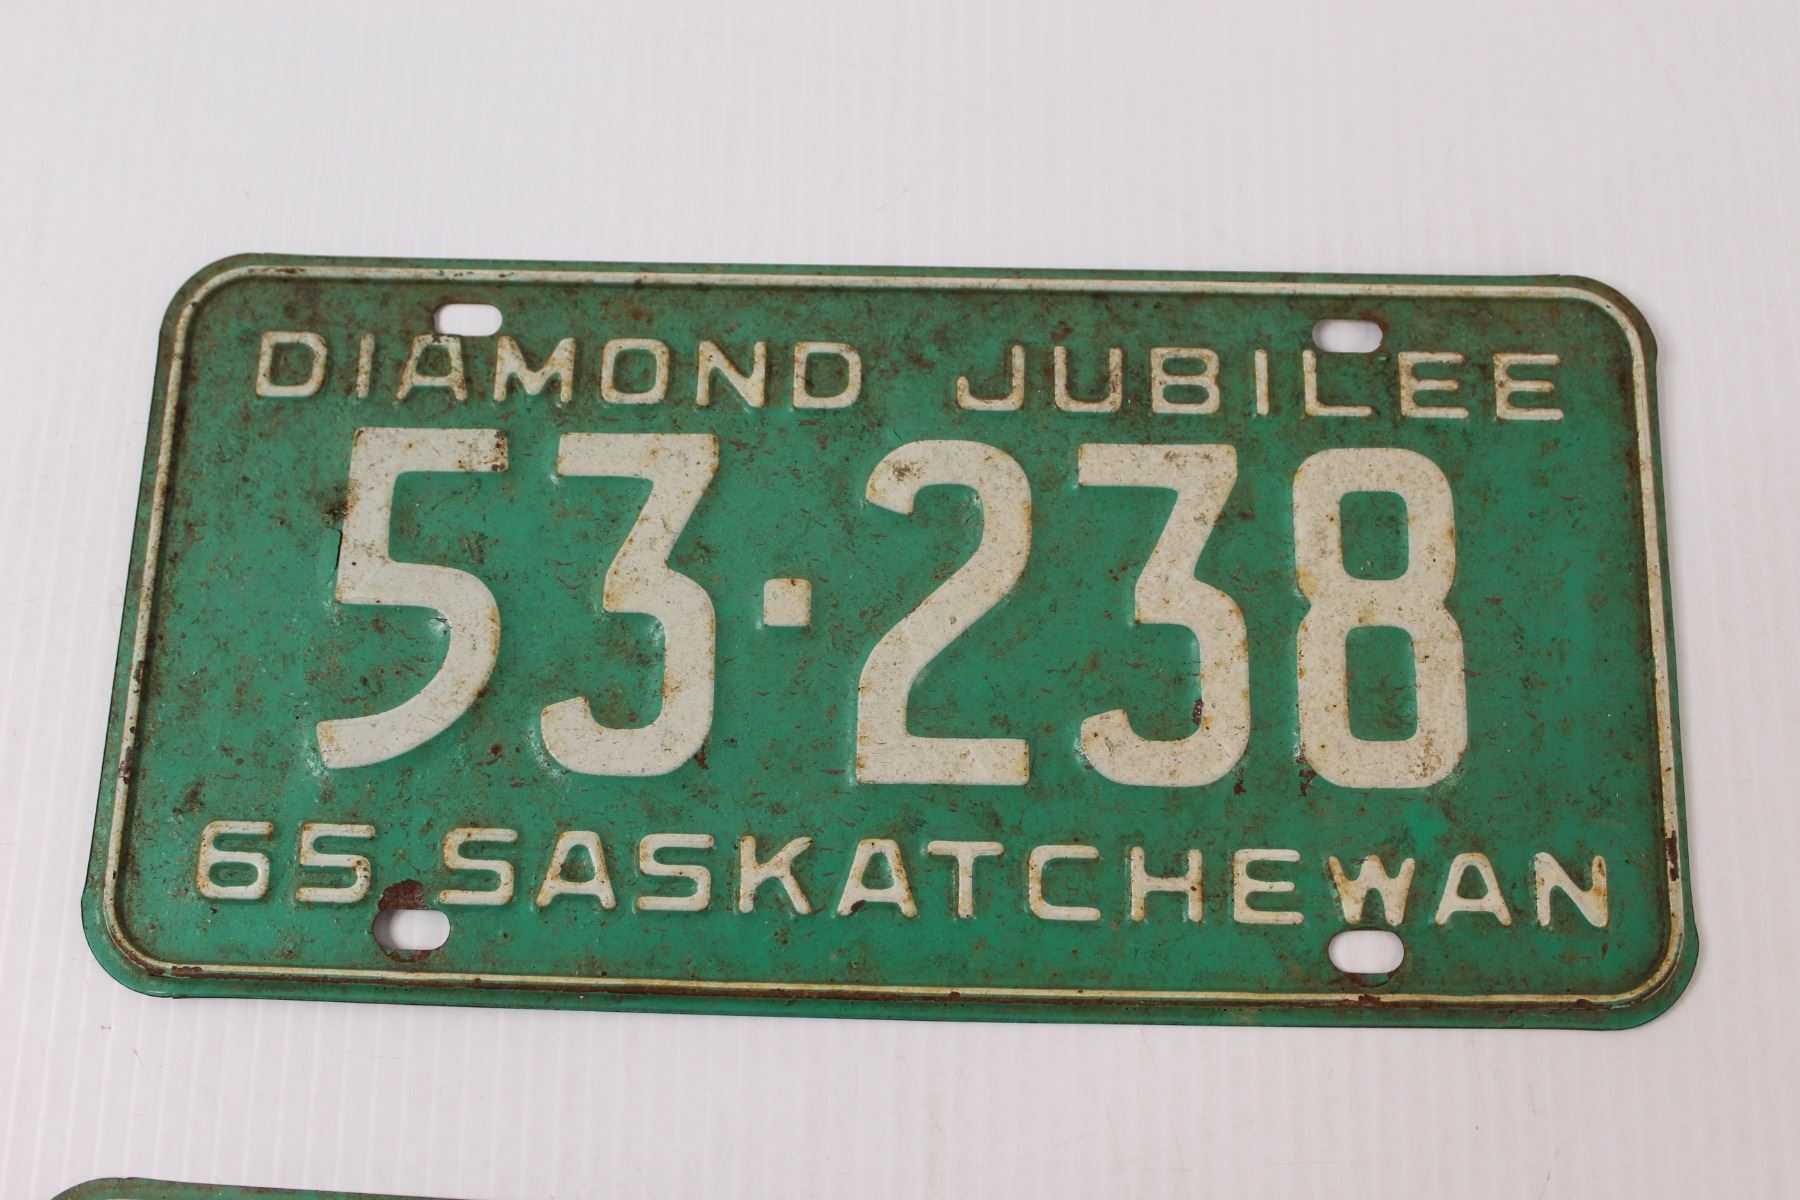 DIAMOND JUBILEE
53·238
65 SASKATCHEWAN